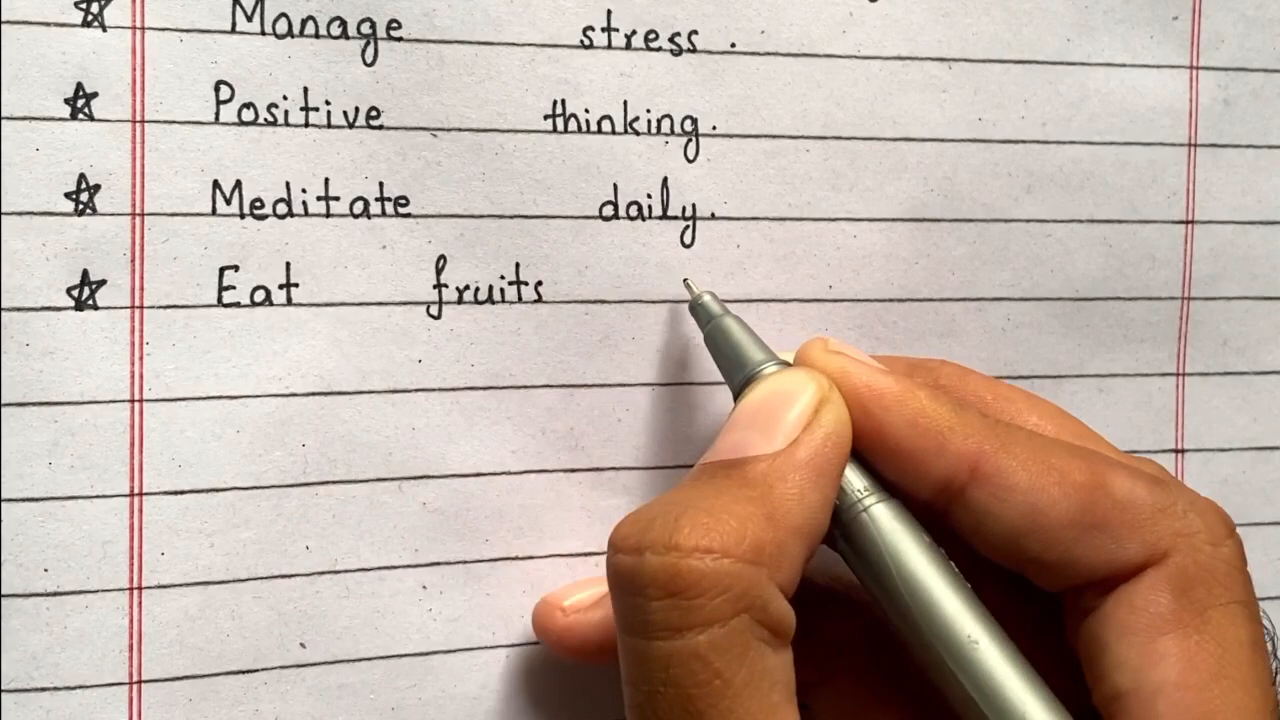 ☆ Manage stress.
☆ Positive thinking.
☆ Meditate daily.
☆ Eat fruits